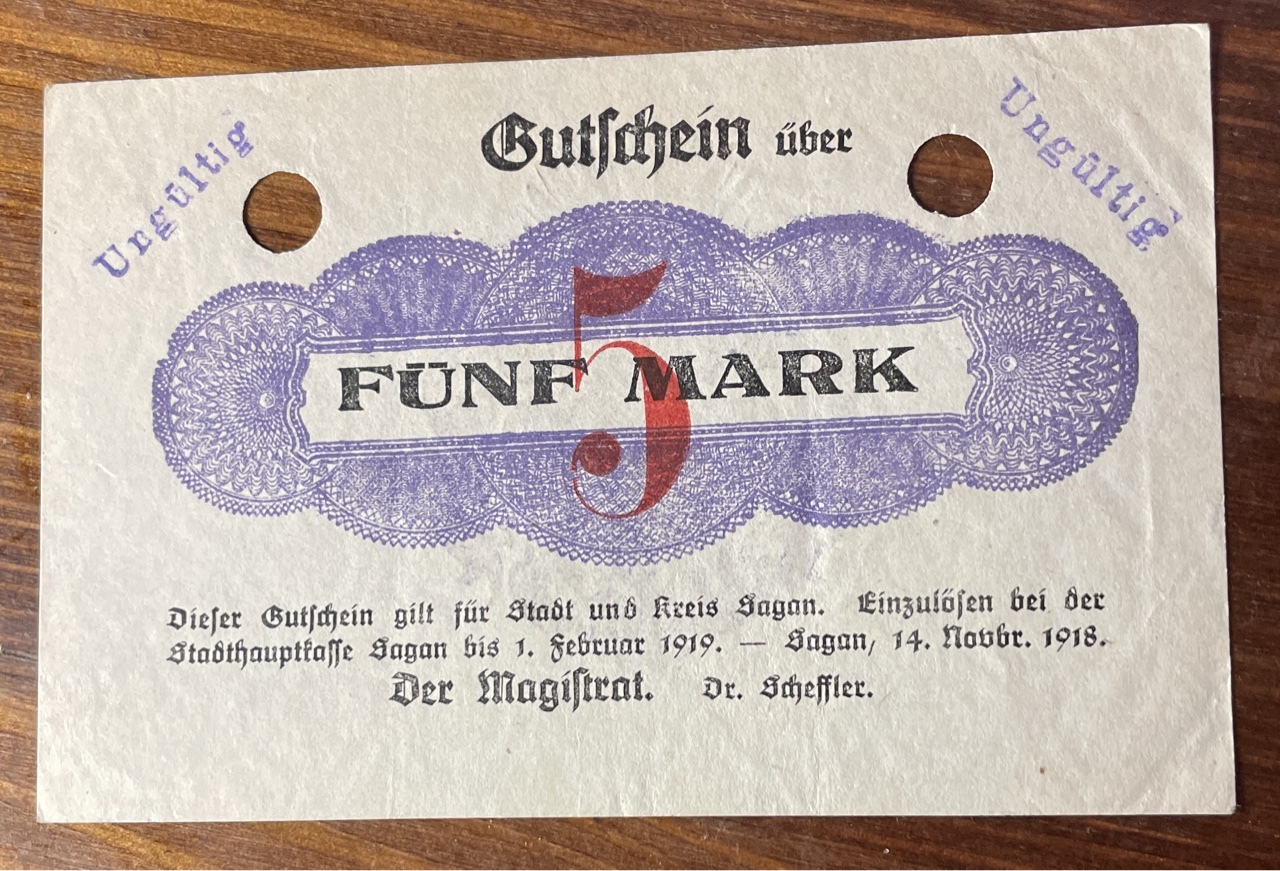 Ungültig
Ungültig
Gutschein über
5
FÜNF MARK
Dieser Gutschein gilt für Stadt und Kreis Sagan. Einzulösen bei der
Stadthauptkasse Sagan bis 1. Februar 1919. — Sagan, 14. Novbr. 1918.
Der Magistrat. Dr. Scheffler.